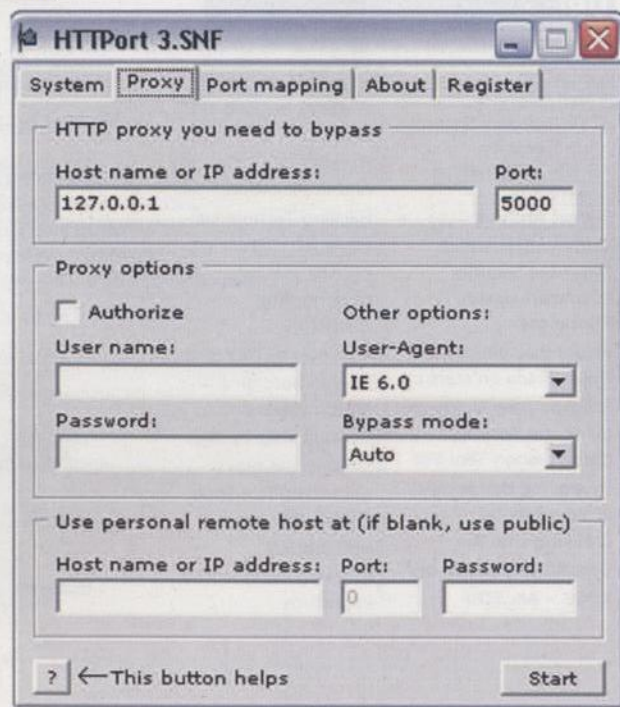 HTTPort 3.SNF
System Proxy Port mapping About Register
HTTP proxy you need to bypass
Host name or IP address: Port:
127.0.0.1 5000
Proxy options
Authorize Other options:
User name: User-Agent:
IE 6.0
Password: Bypass mode:
Auto
Use personal remote host at (if blank, use public)
Host name or IP address: Port: Password:
0
? ←This button helps Start